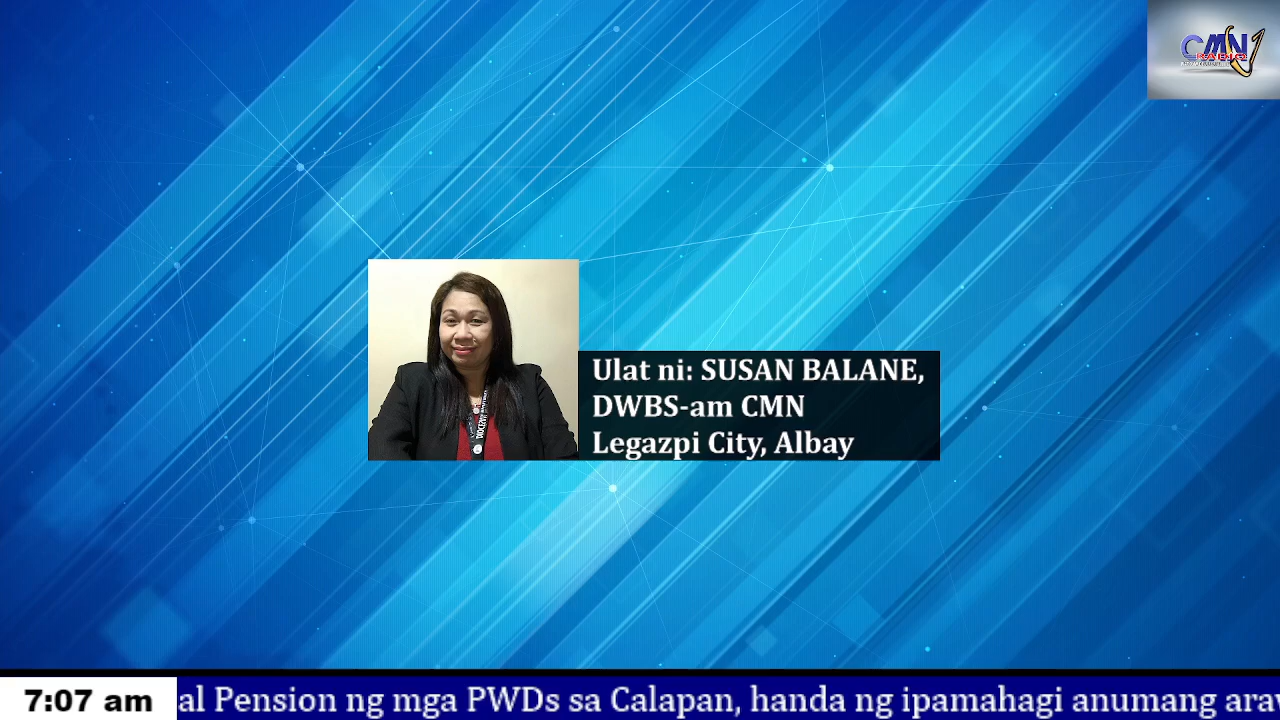 CMN
RADIO
Ulat ni: SUSAN BALANE,
DWBS-am CMN
Legazpi City, Albay
7:07 am
al Pension ng mga PWDs sa Calapan, handa ng ipamahagi anumang araw